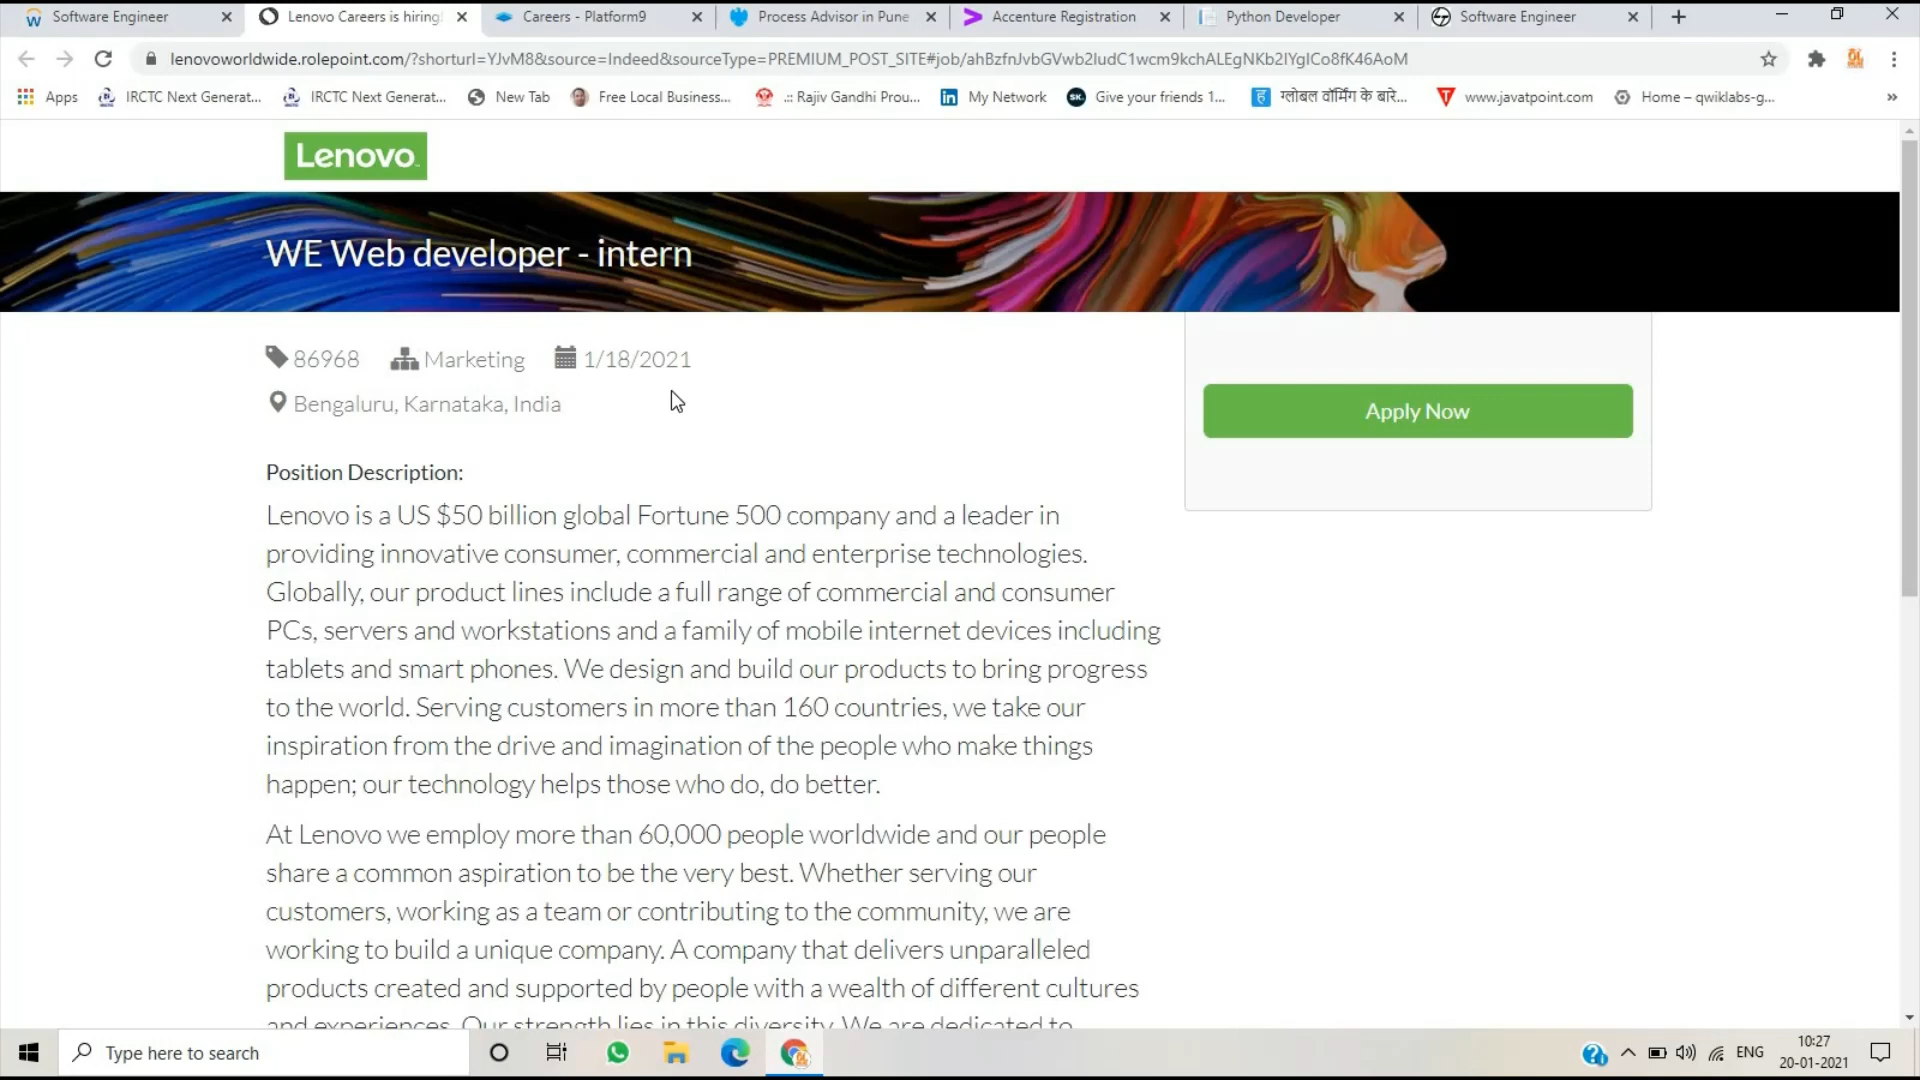 Software Engineer
Lenovo Careers is hiring
Careers - Platform9
Process Advisor in Pune
Accenture Registration
Python Developer
Software Engineer
lenovoworldwide.rolepoint.com/?shorturl=YJvM8&source=Indeed&sourceType=PREMIUM_POST_SITE#job/ahBzfnJvbGVwb2ludC1wcm9kchALEgNKb2IYgICo8fK46AoM
Apps
IRCTC Next Generat...
IRCTC Next Generat...
New Tab
Free Local Business...
.:: Rajiv Gandhi Prou...
My Network
Give your friends 1...
ग्लोबल वॉर्मिंग के बारे...
www.javatpoint.com
Home – qwiklabs-g...
»
Lenovo
WE Web developer - intern
86968 Marketing 1/18/2021
Bengaluru, Karnataka, India
Apply Now
Position Description:
Lenovo is a US $50 billion global Fortune 500 company and a leader in
providing innovative consumer, commercial and enterprise technologies.
Globally, our product lines include a full range of commercial and consumer
PCs, servers and workstations and a family of mobile internet devices including
tablets and smart phones. We design and build our products to bring progress
to the world. Serving customers in more than 160 countries, we take our
inspiration from the drive and imagination of the people who make things
happen; our technology helps those who do, do better.
At Lenovo we employ more than 60,000 people worldwide and our people
share a common aspiration to be the very best. Whether serving our
customers, working as a team or contributing to the community, we are
working to build a unique company. A company that delivers unparalleled
products created and supported by people with a wealth of different cultures
and experiences. Our strength lies in this diversity. We are dedicated to
Type here to search
ENG
10:27
20-01-2021